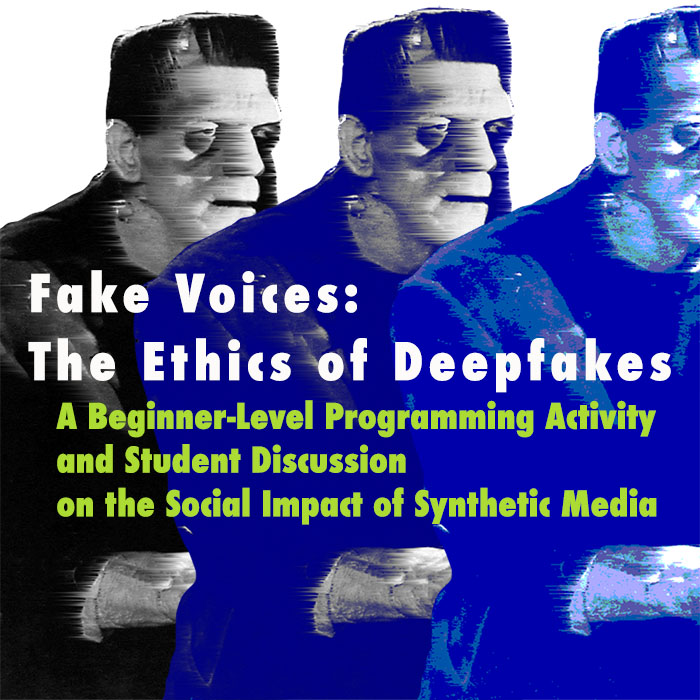 Fake Voices:
The Ethics of Deepfakes
A Beginner-Level Programming Activity
and Student Discussion
on the Social Impact of Synthetic Media